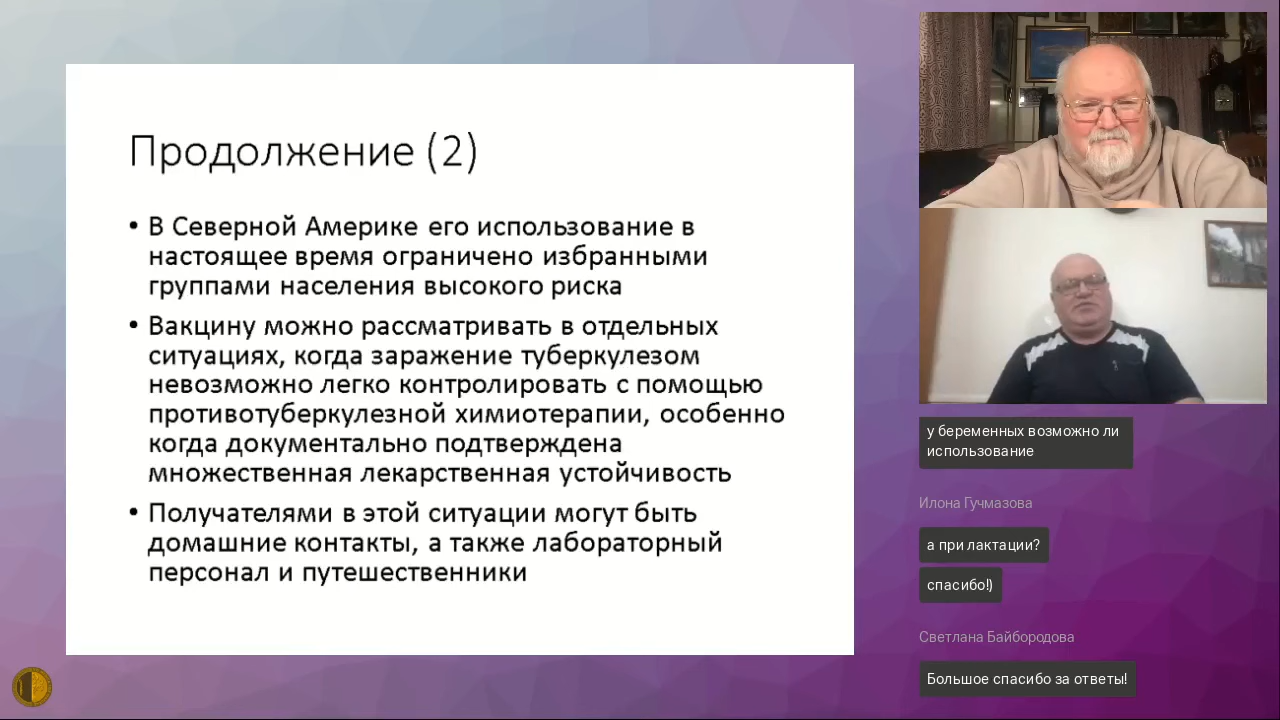 Продолжение (2)
• В Северной Америке его использование в
настоящее время ограничено избранными
группами населения высокого риска
• Вакцину можно рассматривать в отдельных
ситуациях, когда заражение туберкулезом
невозможно легко контролировать с помощью
противотуберкулезной химиотерапии, особенно
когда документально подтверждена
множественная лекарственная устойчивость
• Получателями в этой ситуации могут быть
домашние контакты, а также лабораторный
персонал и путешественники
у беременных возможно ли
использование
Илона Гучмазова
а при лактации?
спасибо!)
Светлана Байбородова
Большое спасибо за ответы!